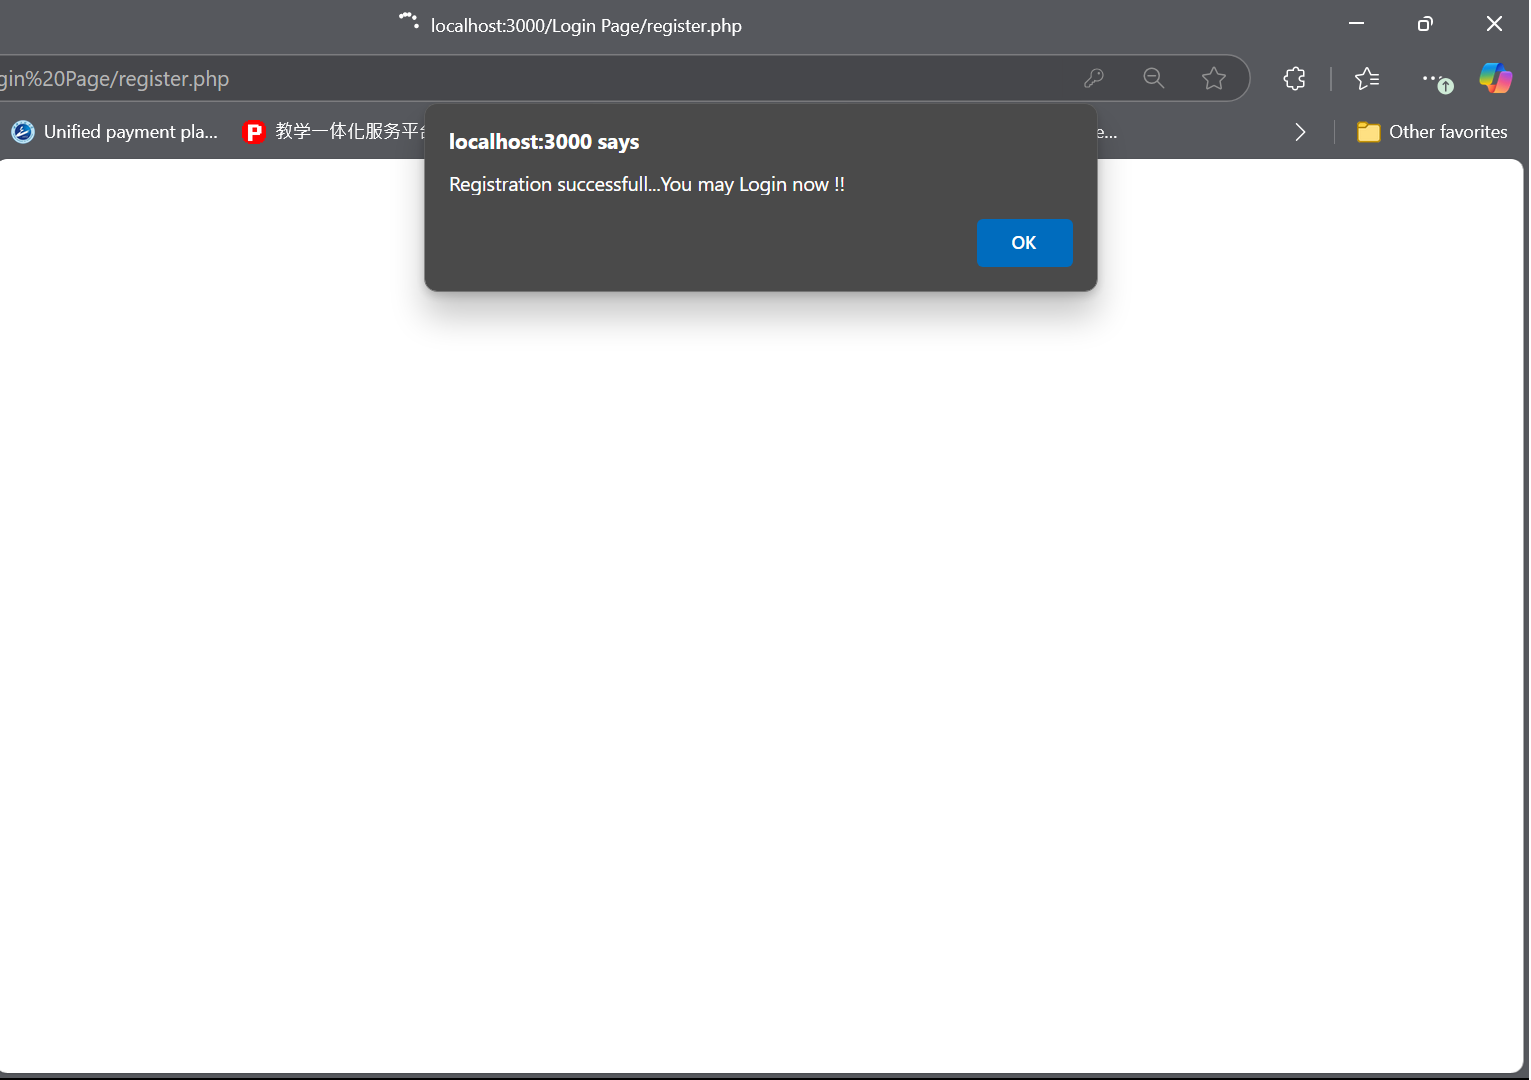 localhost:3000/Login Page/register.php
gin%20Page/register.php
Unified payment pla...
P 教学一体化服务平台
e...
Other favorites
localhost:3000 says
Registration successfull...You may Login now !!
OK